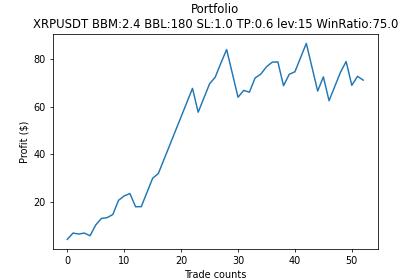 Portfolio
XRPUSDT BBM:2.4 BBL:180 SL:1.0 TP:0.6 lev:15 WinRatio:75.0
80
60
40
20
Profit ($)
0 10 20 30 40 50
Trade counts